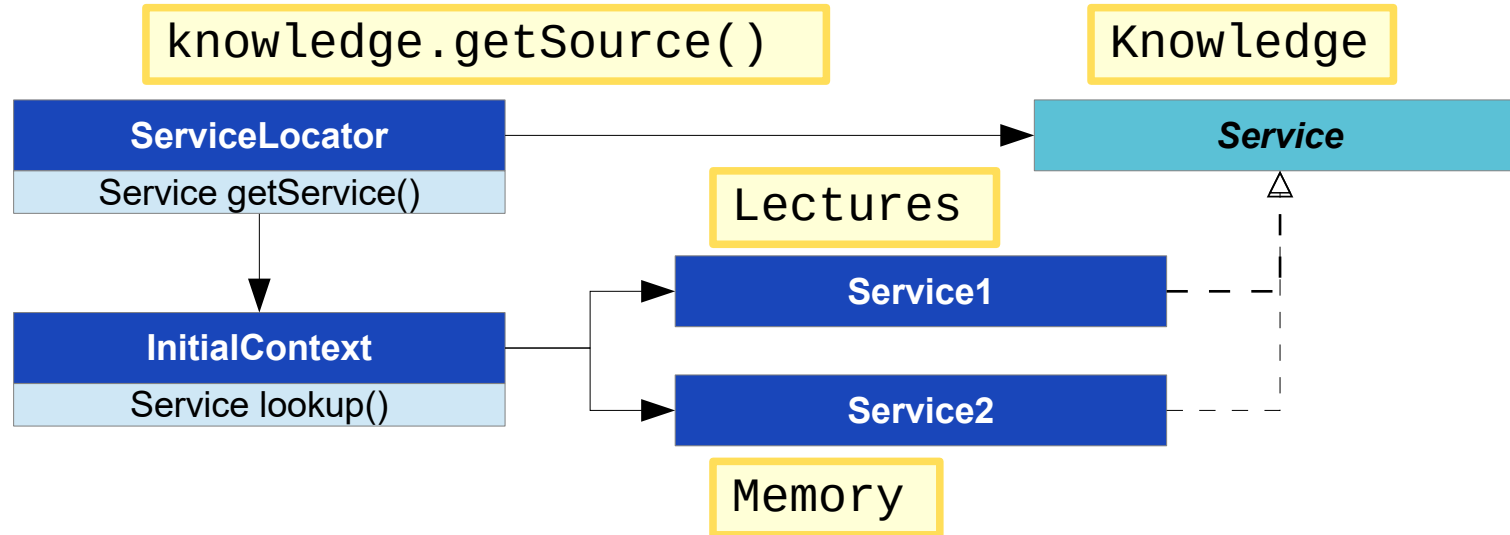 knowledge.getSource()
Knowledge
ServiceLocator
Service getService()
Service
Lectures
Service1
InitialContext
Service lookup()
Service2
Memory